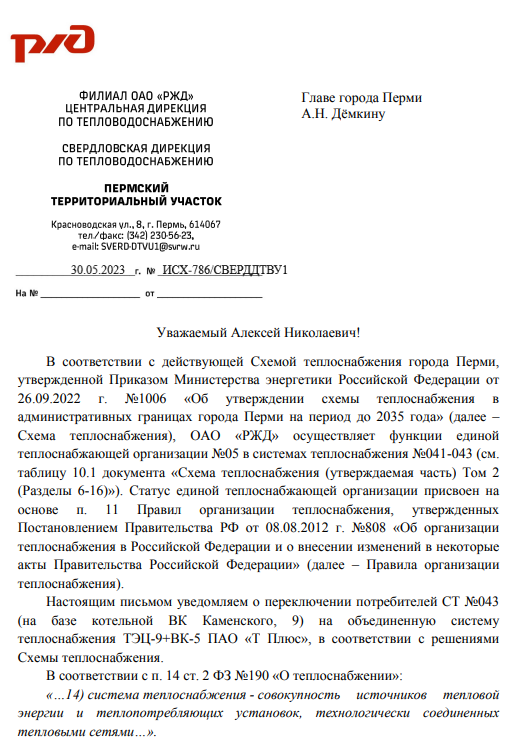 ржд
ФИЛИАЛ ОАО «РЖД»
ЦЕНТРАЛЬНАЯ ДИРЕКЦИЯ
ПО ТЕПЛОВОДОСНАБЖЕНИЮ
СВЕРДЛОВСКАЯ ДИРЕКЦИЯ
ПО ТЕПЛОВОДОСНАБЖЕНИЮ
ПЕРМСКИЙ
ТЕРРИТОРИАЛЬНЫЙ УЧАСТОК
Красноводская ул., 8, г. Пермь, 614067
тел./факс: (342) 230-56-23,
e-mail: SVERD-DTVU1@svrw.ru
30.05.2023 г. № ИСХ-786/СВЕРДДТВУ1
На № ____________ от ____________
Главе города Перми
А.Н. Дёмкину
Уважаемый Алексей Николаевич!
В соответствии с действующей Схемой теплоснабжения города Перми,
утвержденной Приказом Министерства энергетики Российской Федерации от
26.09.2022 г. №1006 «Об утверждении схемы теплоснабжения в
административных границах города Перми на период до 2035 года» (далее –
Схема теплоснабжения), ОАО «РЖД» осуществляет функции единой
теплоснабжающей организации №05 в системах теплоснабжения №041-043 (см.
таблицу 10.1 документа «Схема теплоснабжения (утверждаемая часть) Том 2
(Разделы 6-16)»). Статус единой теплоснабжающей организации присвоен на
основе п. 11 Правил организации теплоснабжения, утвержденных
Постановлением Правительства РФ от 08.08.2012 г. №808 «Об организации
теплоснабжения в Российской Федерации и о внесении изменений в некоторые
акты Правительства Российской Федерации» (далее – Правила организации
теплоснабжения).
Настоящим письмом уведомляем о переключении потребителей СТ №043
(на базе котельной ВК Каменского, 9) на объединенную систему
теплоснабжения ТЭЦ-9+ВК-5 ПАО «Т Плюс», в соответствии с решениями
Схемы теплоснабжения.
В соответствии с п. 14 ст. 2 ФЗ №190 «О теплоснабжении»:
«…14) система теплоснабжения - совокупность источников тепловой
энергии и теплопотребляющих установок, технологически соединенных
тепловыми сетями…».